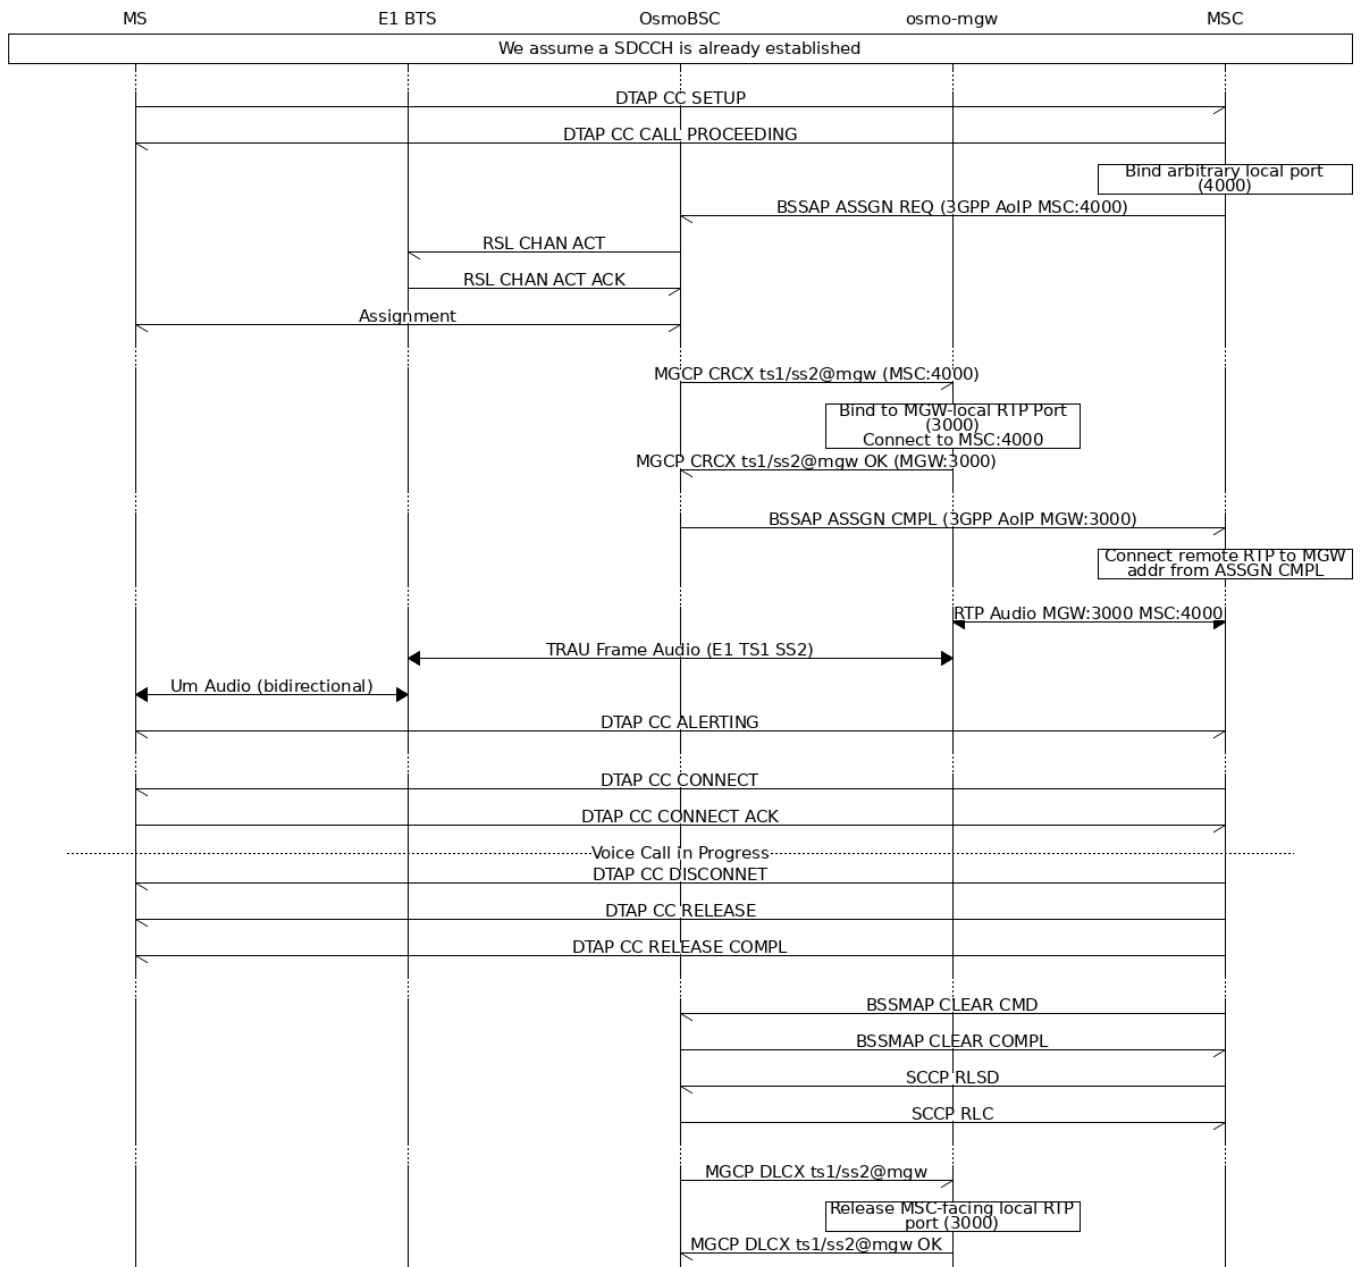 MS E1 BTS OsmoBSC osmo-mgw MSC
We assume a SDCCH is already established
DTAP CC SETUP
DTAP CC CALL PROCEEDING
Bind arbitrary local port
(4000)
BSSAP ASSGN REQ (3GPP AoIP MSC:4000)
RSL CHAN ACT
RSL CHAN ACT ACK
Assignment
MGCP CRCX ts1/ss2@mgw (MSC:4000)
Bind to MGW-local RTP Port
(3000)
Connect to MSC:4000
MGCP CRCX ts1/ss2@mgw OK (MGW:3000)
BSSAP ASSGN CMPL (3GPP AoIP MGW:3000)
Connect remote RTP to MGW
addr from ASSGN CMPL
RTP Audio MGW:3000 MSC:4000
TRAU Frame Audio (E1 TS1 SS2)
Um Audio (bidirectional)
DTAP CC ALERTING
DTAP CC CONNECT
DTAP CC CONNECT ACK
Voice Call in Progress
DTAP CC DISCONNET
DTAP CC RELEASE
DTAP CC RELEASE COMPL
BSSMAP CLEAR CMD
BSSMAP CLEAR COMPL
SCCP RLSD
SCCP RLC
MGCP DLCX ts1/ss2@mgw
Release MSC-facing local RTP
port (3000)
MGCP DLCX ts1/ss2@mgw OK